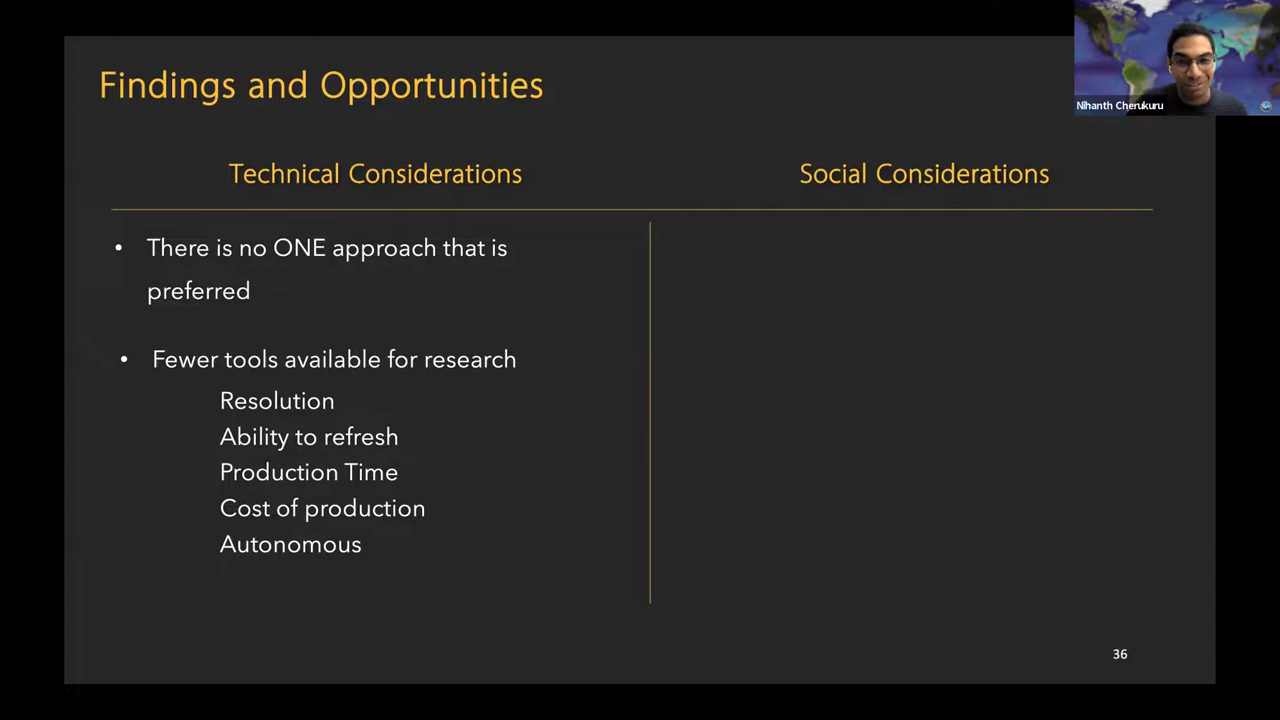 Findings and Opportunities
Nihanth Cherukuru
Technical Considerations
Social Considerations
• There is no ONE approach that is
preferred
• Fewer tools available for research
Resolution
Ability to refresh
Production Time
Cost of production
Autonomous
36